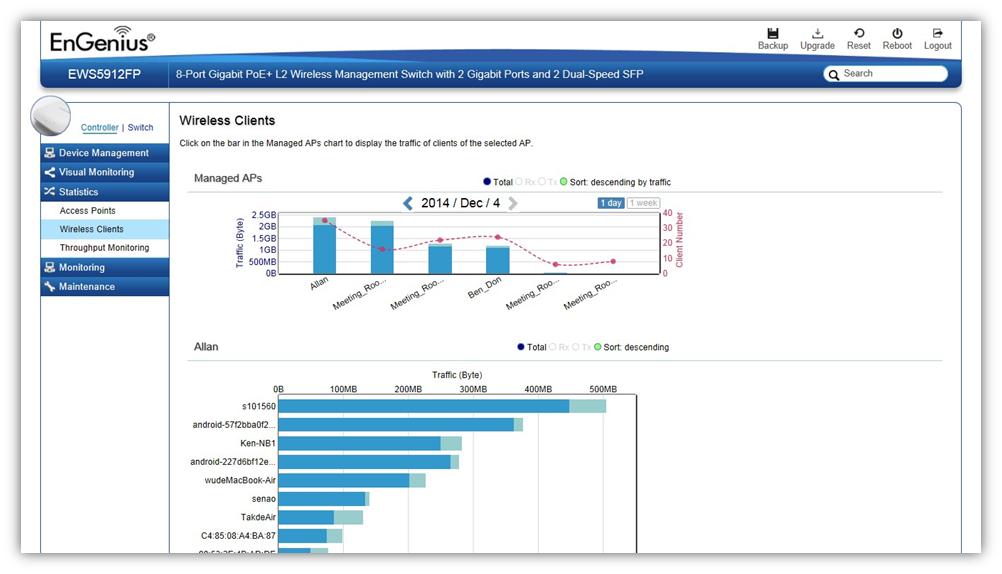 EnGenius®
Backup Upgrade Reset Reboot Logout
EWS5912FP
8-Port Gigabit PoE+ L2 Wireless Management Switch with 2 Gigabit Ports and 2 Dual-Speed SFP
Search
Controller | Switch
Device Management
Visual Monitoring
Statistics
Access Points
Wireless Clients
Throughput Monitoring
Monitoring
Maintenance
Wireless Clients
Click on the bar in the Managed APs chart to display the traffic of clients of the selected AP.
Managed APs
Total Rx Tx Sort: descending by traffic
2014 / Dec / 4
1 day 1 week
Traffic (Byte)
2.5GB
2GB
1.5GB
1GB
500MB
0B
40
30
20
10
0
Client Number
Allan
Meeting_Roo...
Meeting_Roo...
Ben_Don
Meeting_Roo...
Meeting_Roo...
Allan
Total Rx Tx Sort: descending
Traffic (Byte)
0B 100MB 200MB 300MB 400MB 500MB
s101560
android-57f2bba0f2...
Ken-NB1
android-227d6bf12e...
wudeMacBook-Air
senao
TakdeAir
C4:85:08:A4:BA:87